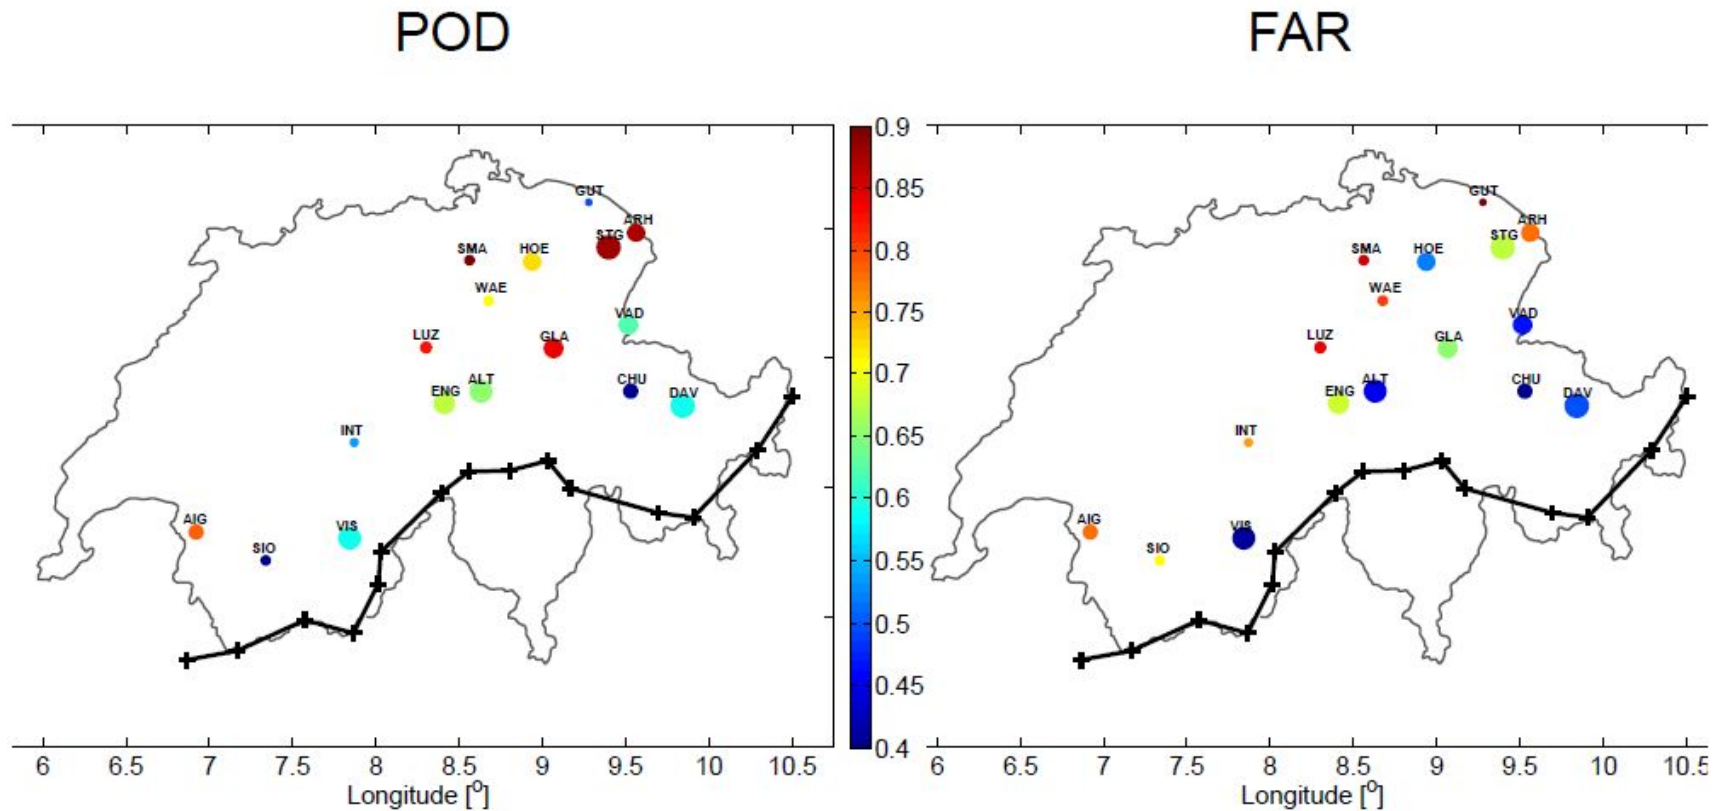 POD FAR
GUT
ARH
STG
SMA HOE
WAE
VAD
LUZ GLA
ENG ALT CHU DAV
INT
AIG
SIO VIS
6 6.5 7 7.5 8 8.5 9 9.5 10 10.5
Longitude [o]
0.9
0.85
0.8
0.75
0.7
0.65
0.6
0.55
0.5
0.45
0.4
GUT
ARH
STG
SMA HOE
WAE
VAD
LUZ GLA
ENG ALT CHU DAV
INT
AIG
SIO VIS
6 6.5 7 7.5 8 8.5 9 9.5 10 10.5
Longitude [o]